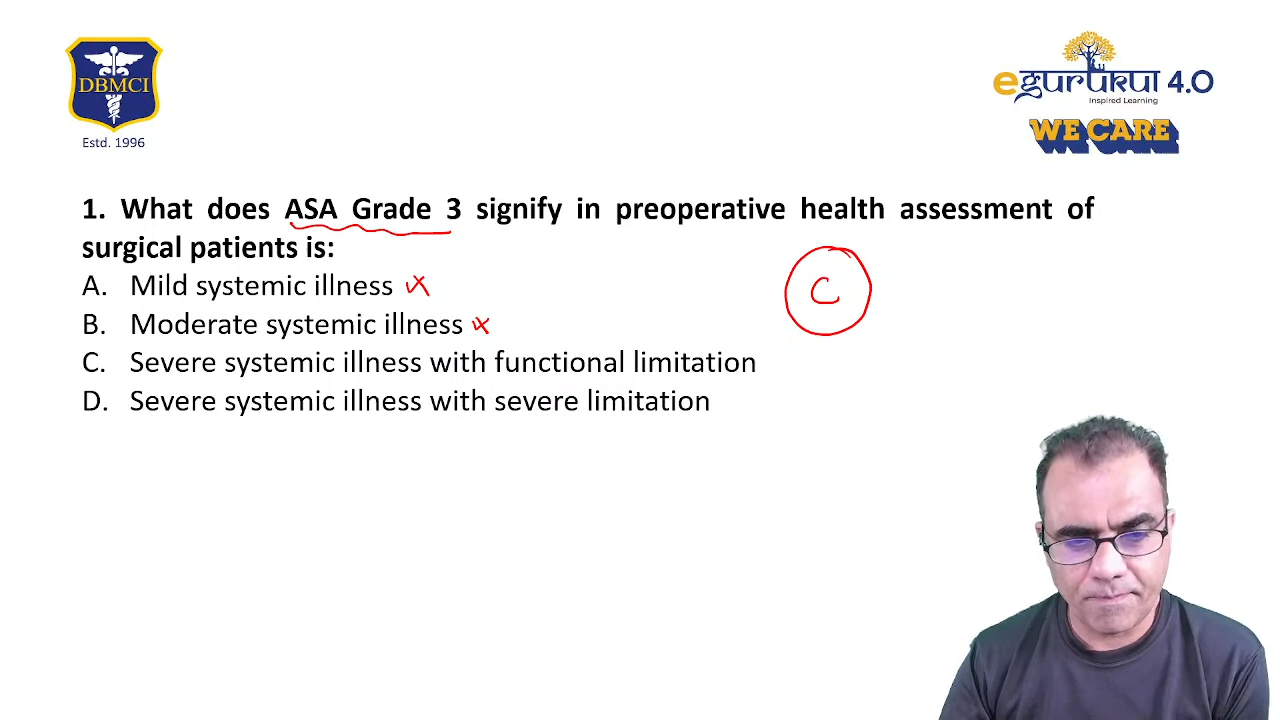 DBMCI
Estd. 1996
eGURUKUL 4.0
Inspired Learning
WE CARE
1. What does ASA Grade 3 signify in preoperative health assessment of
surgical patients is:
A. Mild systemic illness x
B. Moderate systemic illness x
C. Severe systemic illness with functional limitation
D. Severe systemic illness with severe limitation
C